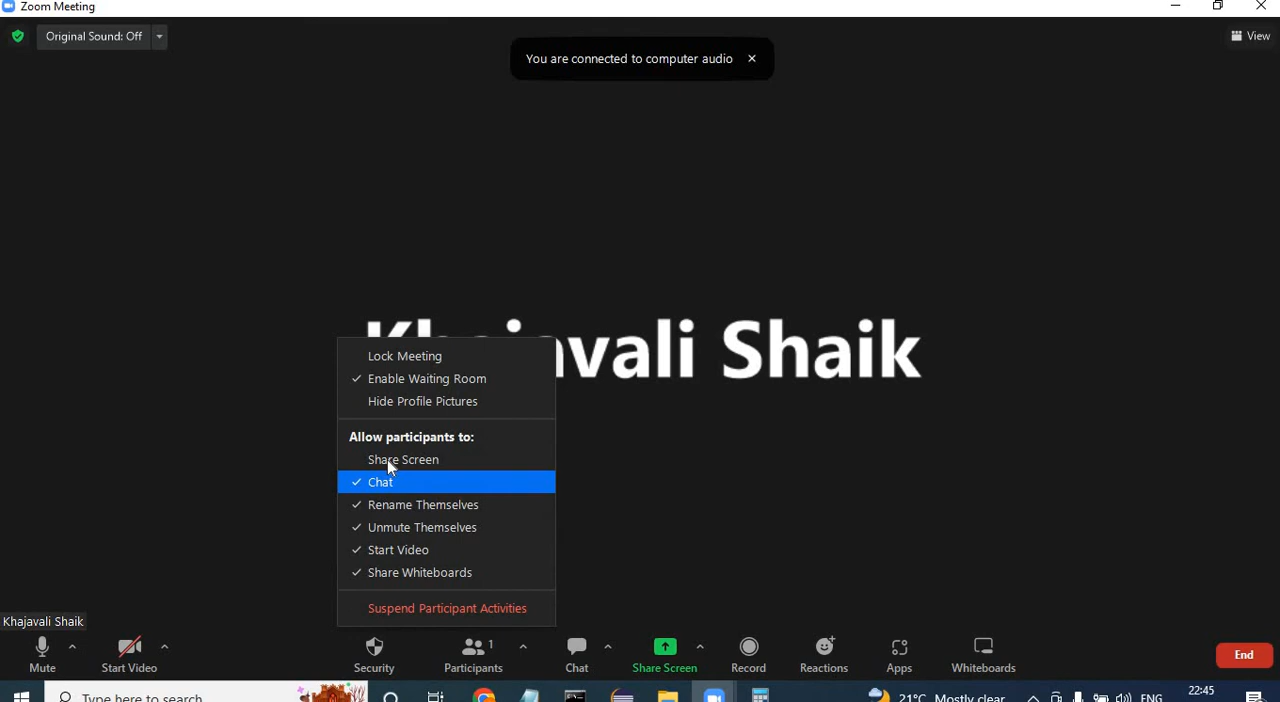 Zoom Meeting
Original Sound: Off
View
You are connected to computer audio
Khajavali Shaik
Lock Meeting
Enable Waiting Room
Hide Profile Pictures
Allow participants to:
Share Screen
Chat
Rename Themselves
Unmute Themselves
Start Video
Share Whiteboards
Suspend Participant Activities
Khajavali Shaik
1
Mute
Start Video
Security
Participants
Chat
Share Screen
Record
Reactions
Apps
Whiteboards
End
Type here to search
21°C Mostly clear
ENG
22:45